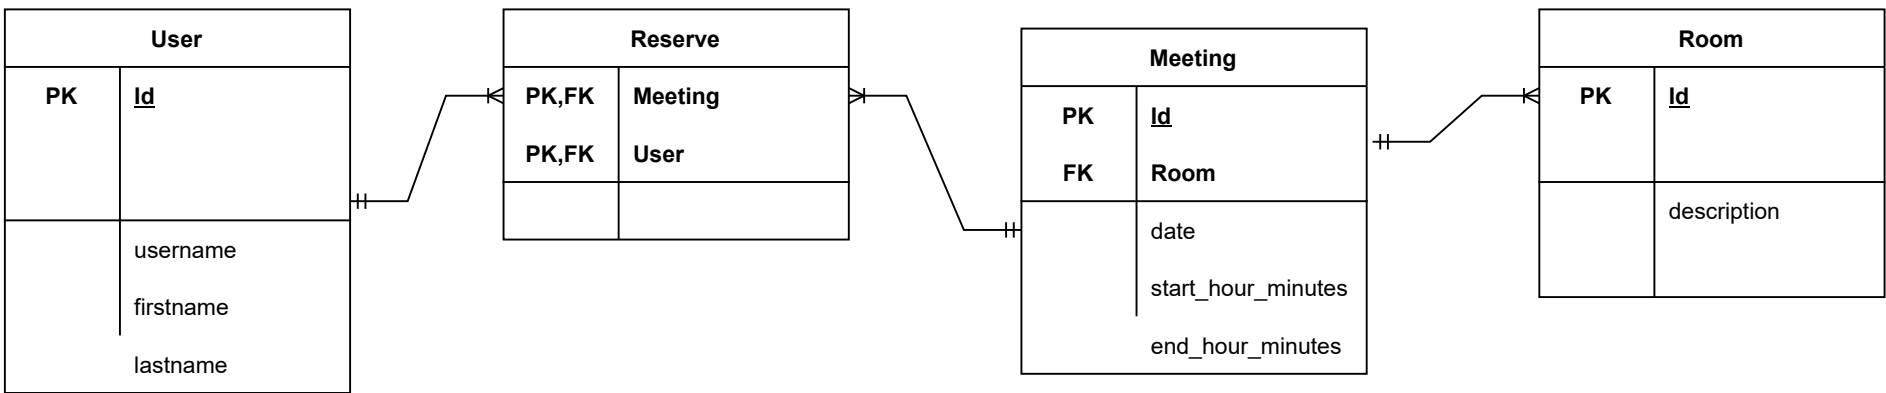 User
PK Id
username
firstname
lastname
Reserve
PK,FK Meeting
PK,FK User
Meeting
PK Id
FK Room
date
start_hour_minutes
end_hour_minutes
Room
PK Id
description